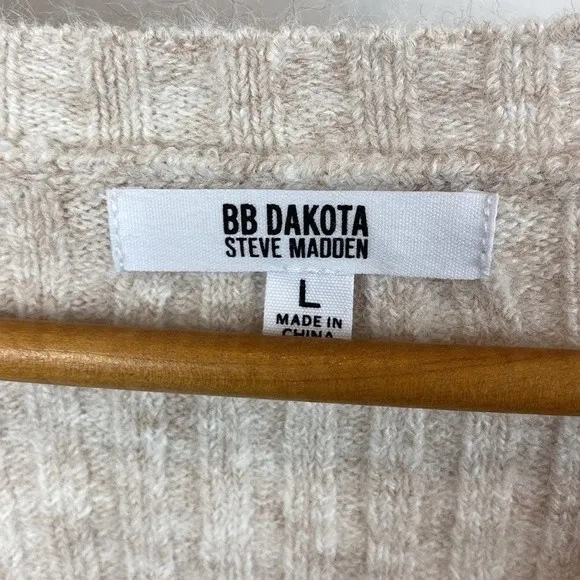 BB DAKOTA
STEVE MADDEN
L
MADE IN
CHINA